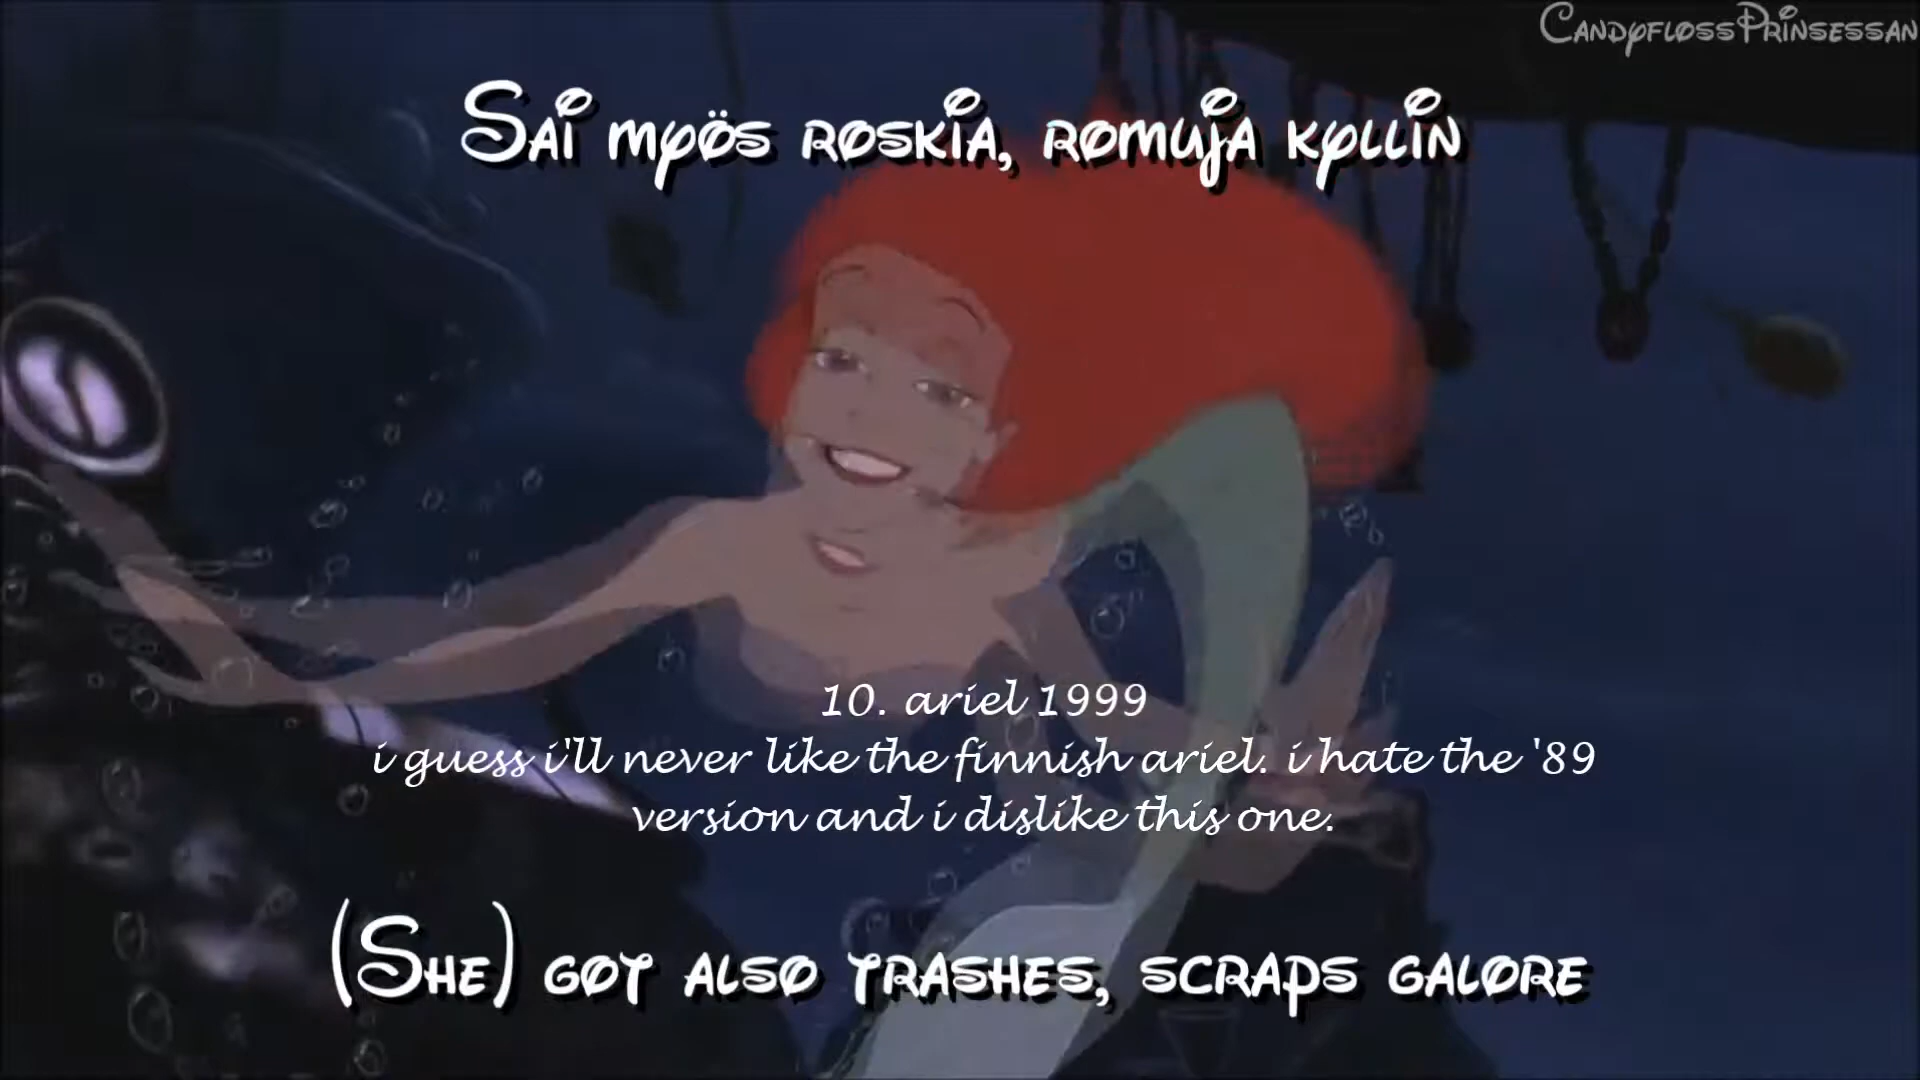 CandyflossPrinsessan
Sai myös roskia, romuja kyllin
10. ariel 1999
i guess i'll never like the finnish ariel. i hate the '89
version and i dislike this one.
(She) got also trashes, scraps galore